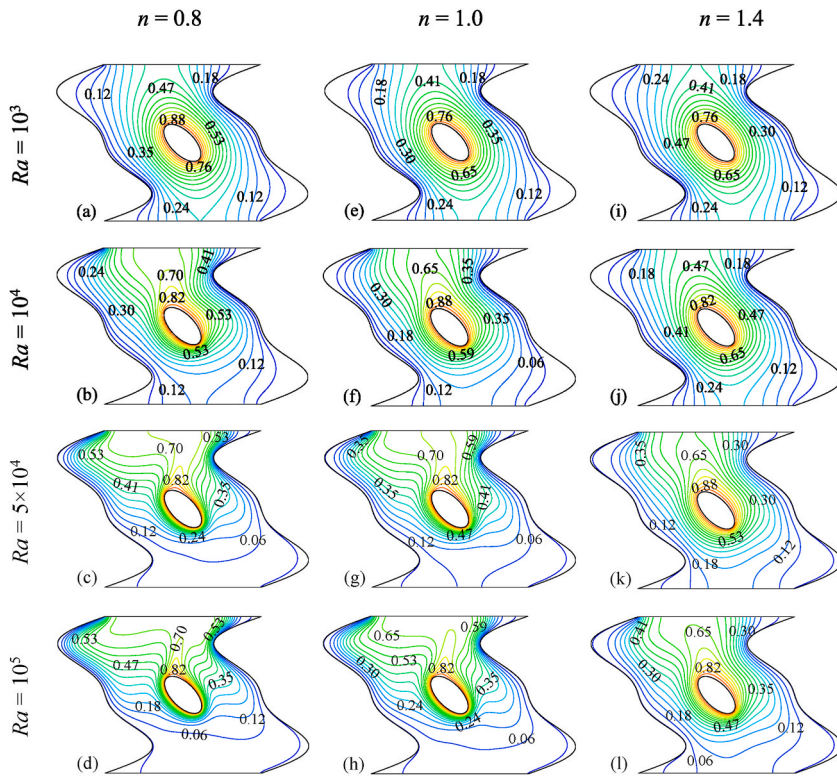 n = 0.8 n = 1.0 n = 1.4
Ra = 10³
0.12 0.47 0.18 0.88 0.53 0.35 0.76 0.24 0.12 (a)
0.18 0.41 0.18 0.76 0.35 0.30 0.65 0.24 0.12 (e)
0.24 0.41 0.18 0.76 0.30 0.47 0.65 0.24 0.12 (i)
Ra = 10⁴
0.24 0.70 0.41 0.82 0.30 0.53 0.53 0.12 0.12 (b)
0.30 0.65 0.35 0.88 0.18 0.35 0.59 0.06 0.12 (f)
0.18 0.47 0.18 0.82 0.47 0.41 0.65 0.24 0.12 (j)
Ra = 5×10⁴
0.53 0.70 0.53 0.41 0.82 0.35 0.12 0.24 0.06 (c)
0.35 0.70 0.59 0.35 0.82 0.41 0.12 0.47 0.06 (g)
0.35 0.65 0.30 0.88 0.30 0.12 0.53 0.18 0.12 (k)
Ra = 10⁵
0.53 0.70 0.53 0.47 0.82 0.35 0.18 0.12 0.06 (d)
0.65 0.59 0.53 0.30 0.82 0.35 0.24 0.24 0.06 (h)
0.41 0.65 0.30 0.30 0.82 0.35 0.18 0.47 0.12 0.06 (l)